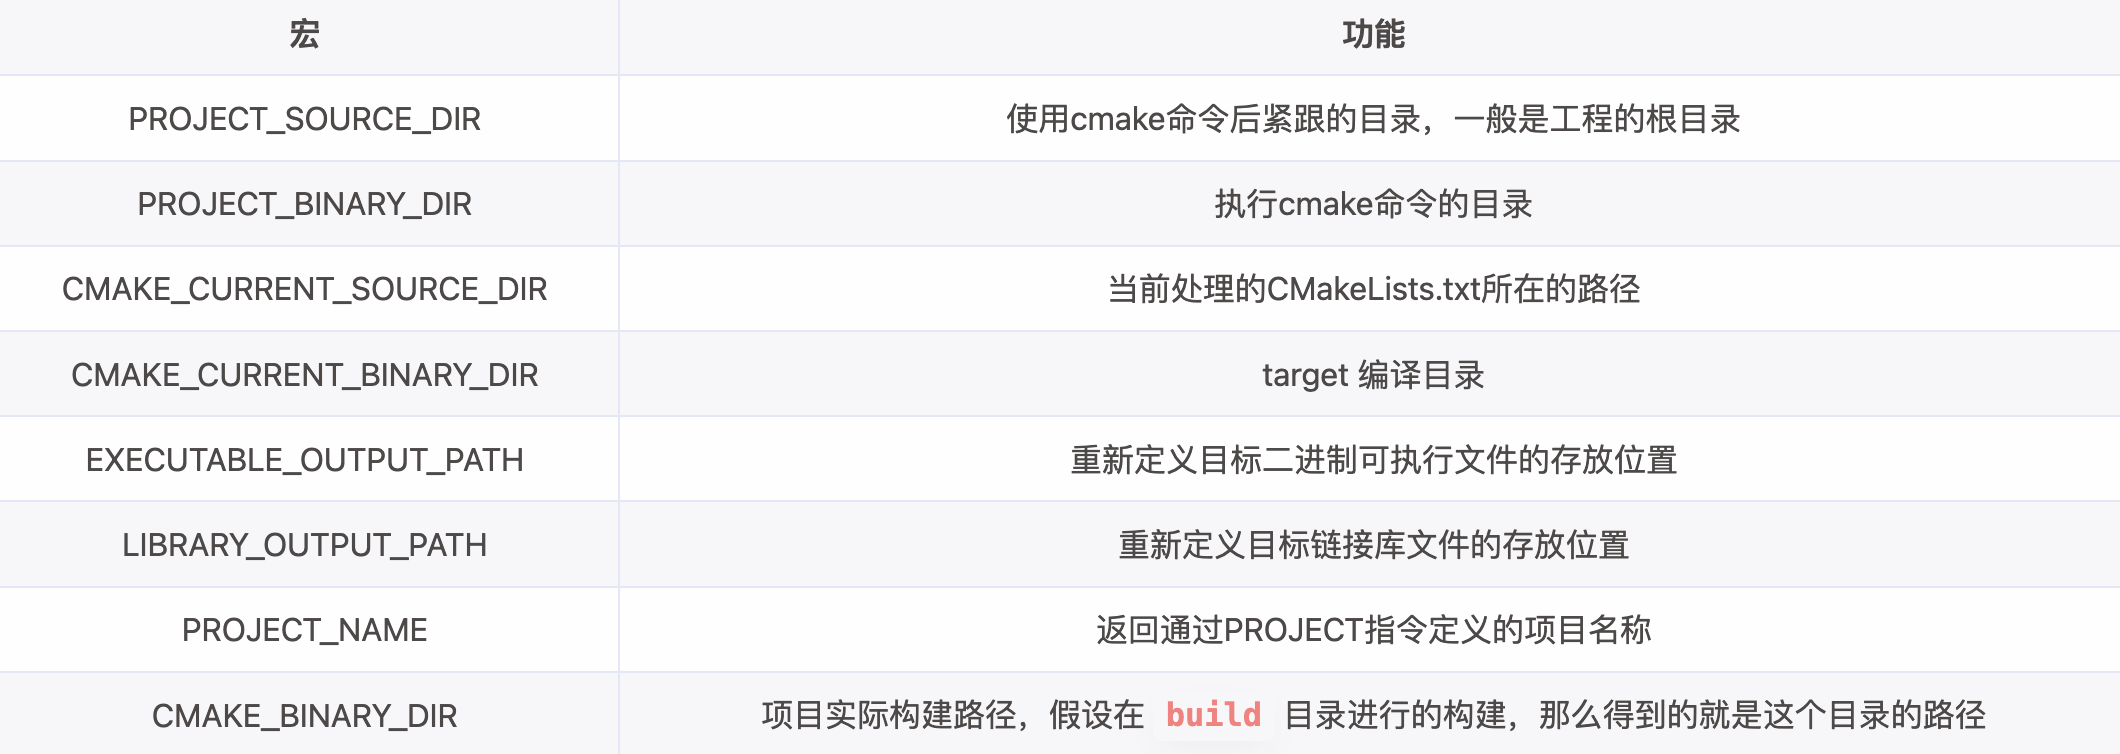 宏 功能
PROJECT_SOURCE_DIR 使用cmake命令后紧跟的目录，一般是工程的根目录
PROJECT_BINARY_DIR 执行cmake命令的目录
CMAKE_CURRENT_SOURCE_DIR 当前处理的CMakeLists.txt所在的路径
CMAKE_CURRENT_BINARY_DIR target 编译目录
EXECUTABLE_OUTPUT_PATH 重新定义目标二进制可执行文件的存放位置
LIBRARY_OUTPUT_PATH 重新定义目标链接库文件的存放位置
PROJECT_NAME 返回通过PROJECT指令定义的项目名称
CMAKE_BINARY_DIR 项目实际构建路径，假设在 build 目录进行的构建，那么得到的就是这个目录的路径